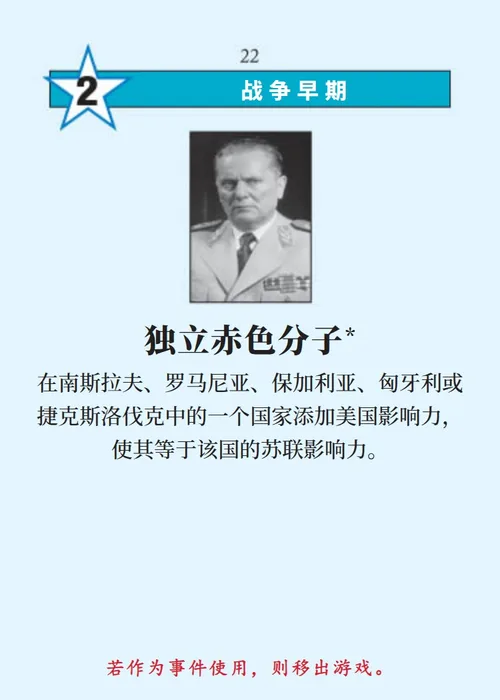 22
2
战争早期
独立赤色分子*
在南斯拉夫、罗马尼亚、保加利亚、匈牙利或
捷克斯洛伐克中的一个国家添加美国影响力，
使其等于该国的苏联影响力。
若作为事件使用，则移出游戏。